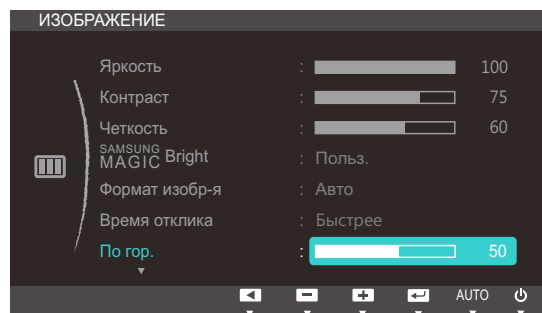 ИЗОБРАЖЕНИЕ
Яркость : 100
Контраст : 75
Четкость : 60
SAMSUNG MAGIC Bright : Польз.
Формат изобр-я : Авто
Время отклика : Быстрее
По гор. : 50
AUTO